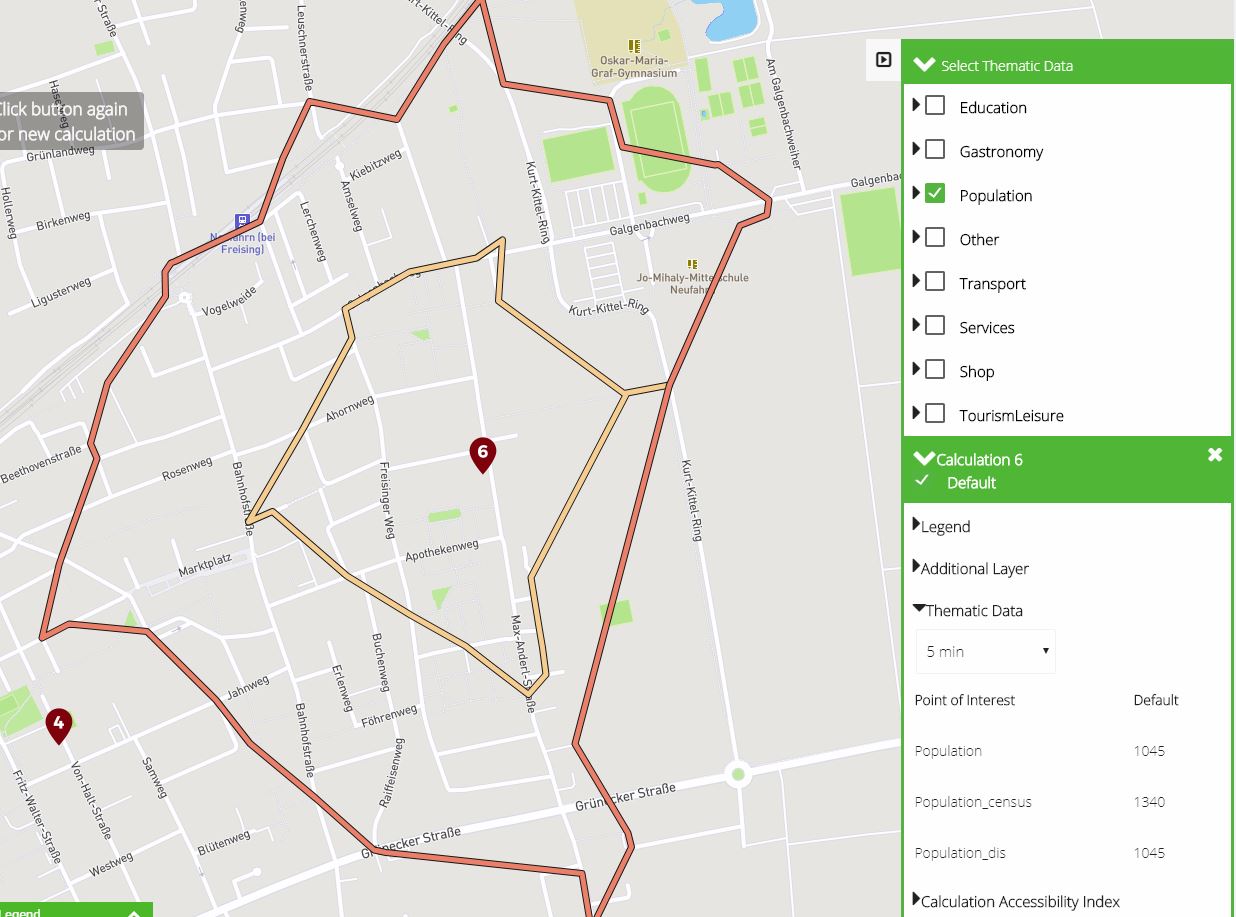 Kurt-Kittel-Ring
Leuschnerstraße
Oskar-Maria-
Graf-Gymnasium
Am Galgenbachweiher
Click button again
for new calculation
Grünlandweg
Kiebitzweg
Amselweg
Kurt-Kittel-Ring
Birkenweg
Lerchenweg
Galgenbachweg
Neufahrn (bei
Freising)
Jo-Mihaly-Mittelschule
Neufahrn
Ligusterweg
Vogelweide
Kurt-Kittel-Ring
Ahornweg
Beethovenstraße
Rosenweg
Bahnhofstraße
Freisinger Weg
6
Kurt-Kittel-Ring
Marktplatz
Apothekenweg
Max-Anderl-Straße
Buchenweg
Erlenweg
Jahnweg
Föhrenweg
Bahnhofstraße
4
Raiffeisenweg
Von-Halt-Straße
Samweg
Fritz-Walter-Straße
Grünecker Straße
Grünecker Straße
Blütenweg
Westweg
Legend
Select Thematic Data
Education
Gastronomy
Population
Other
Transport
Services
Shop
TourismLeisure
Calculation 6
Default
Legend
Additional Layer
Thematic Data
5 min
Point of Interest Default
Population 1045
Population_census 1340
Population_dis 1045
Calculation Accessibility Index